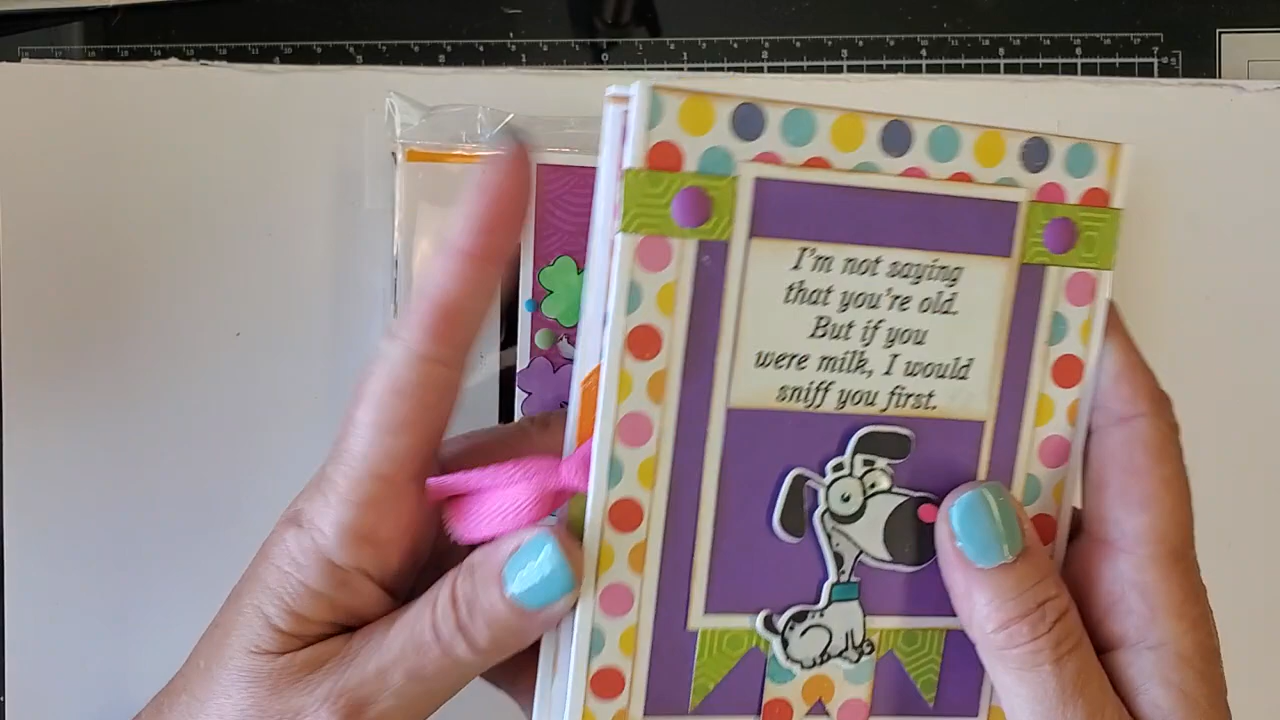 I'm not saying
that you're old.
But if you
were milk, I would
sniff you first.